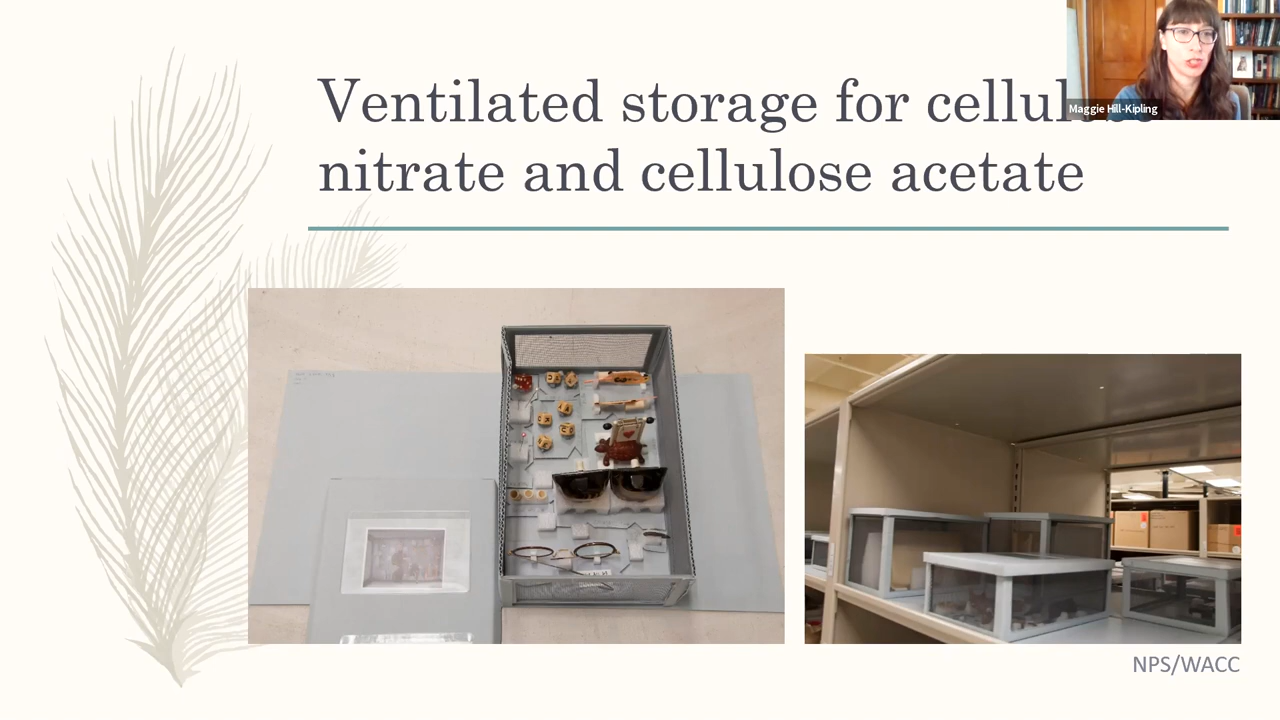 Ventilated storage for cellulose
nitrate and cellulose acetate
Maggie Hill-Kipling
NPS/WACC